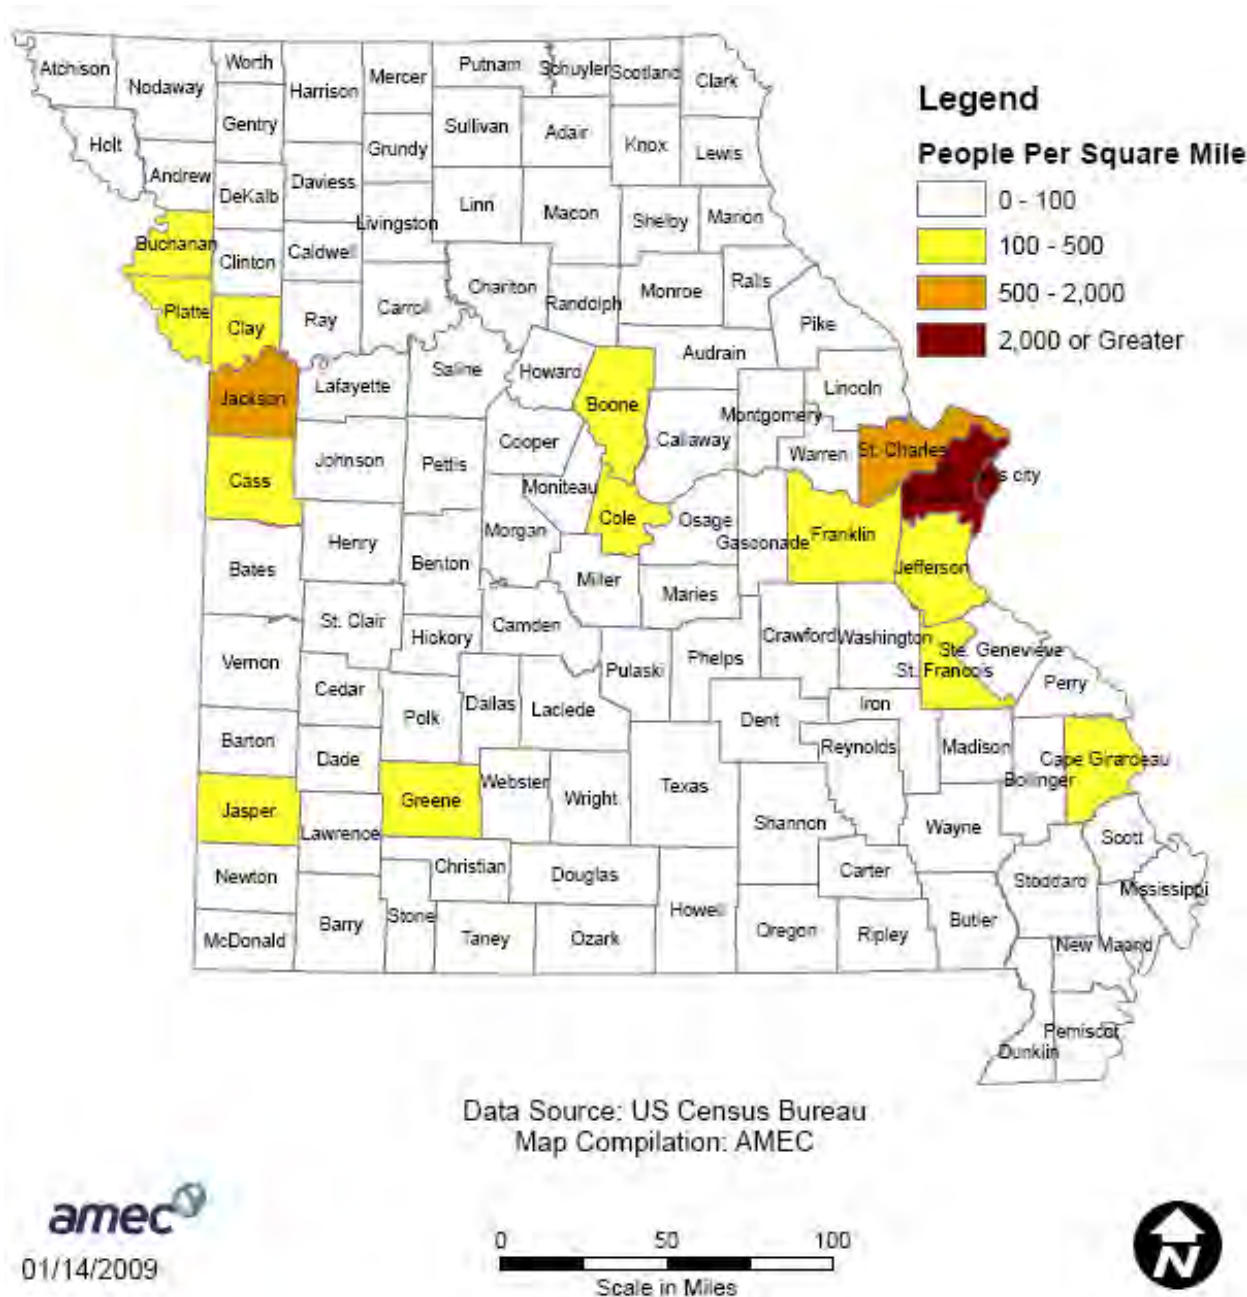 Atchison
Nodaway
Worth
Harrison
Mercer
Putnam
Schuyler
Scotland
Clark
Legend
People Per Square Mile
0 - 100
100 - 500
500 - 2,000
2,000 or Greater
Holt
Gentry
Sullivan
Adair
Knox
Lewis
Grundy
Andrew
DeKalb
Daviess
Livingston
Linn
Macon
Shelby
Marion
Buchanan
Clinton
Caldwell
Chariton
Randolph
Monroe
Ralls
Platte
Clay
Ray
Carroll
Pike
Audrain
Saline
Howard
Lincoln
Jackson
Lafayette
Boone
Montgomery
Callaway
Cooper
Warren
St. Charles
Johnson
Pettis
Cass
Moniteau
s city
Cole
Osage
Morgan
Gasconade
Franklin
Henry
Benton
Bates
Miller
Maries
Jefferson
St. Clair
Hickory
Camden
Crawford
Washington
Ste. Genevieve
Vernon
Pulaski
Phelps
St. Francois
Perry
Cedar
Polk
Dallas
Laclede
Dent
Iron
Barton
Dade
Reynolds
Madison
Cape Girardeau
Bollinger
Webster
Wright
Texas
Jasper
Greene
Lawrence
Shannon
Wayne
Scott
Newton
Christian
Douglas
Carter
Stoddard
Mississippi
McDonald
Barry
Stone
Taney
Ozark
Howell
Oregon
Ripley
Butler
New Maard
Pemiscot
Dunklin
Data Source: US Census Bureau
Map Compilation: AMEC
amec
01/14/2009
0 50 100
Scale in Miles
N